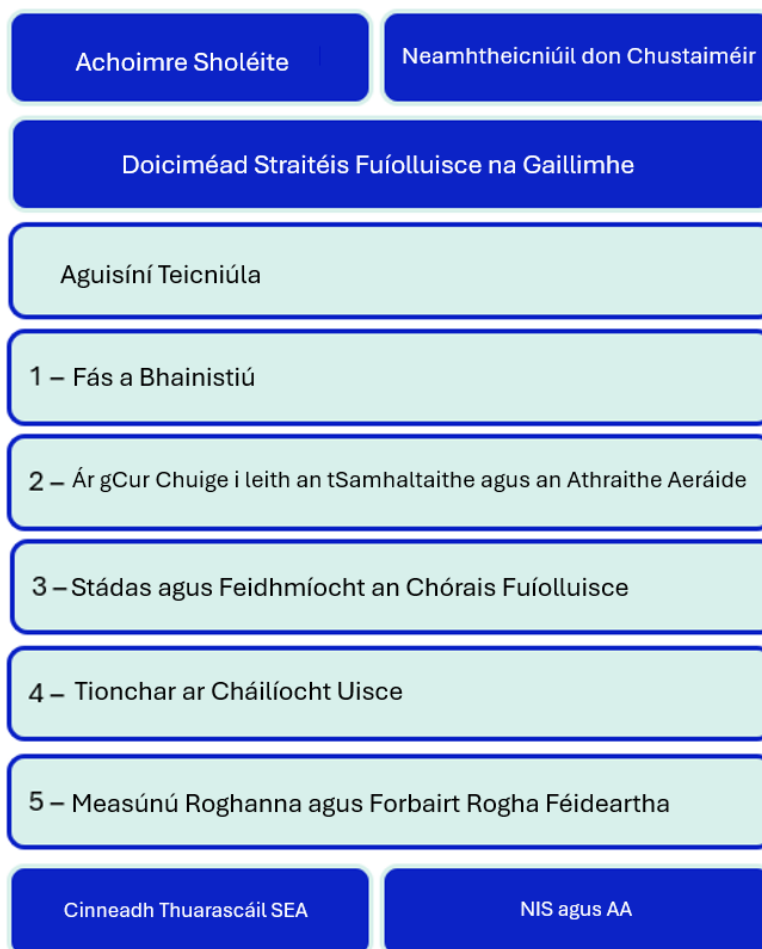 Achoimre Sholéite
Neamhtheicniúil don Chustaiméir
Doiciméad Straitéis Fuíolluisce na Gaillimhe
Aguisíní Teicniúla
1 – Fás a Bhainistiú
2 – Ár gCur Chuige i leith an tSamhaltaithe agus an Athraithe Aeráide
3 – Stádas agus Feidhmíocht an Chórais Fuíolluisce
4 – Tionchar ar Cháilíocht Uisce
5 – Measúnú Roghanna agus Forbairt Rogha Féideartha
Cinneadh Thuarascáil SEA
NIS agus AA